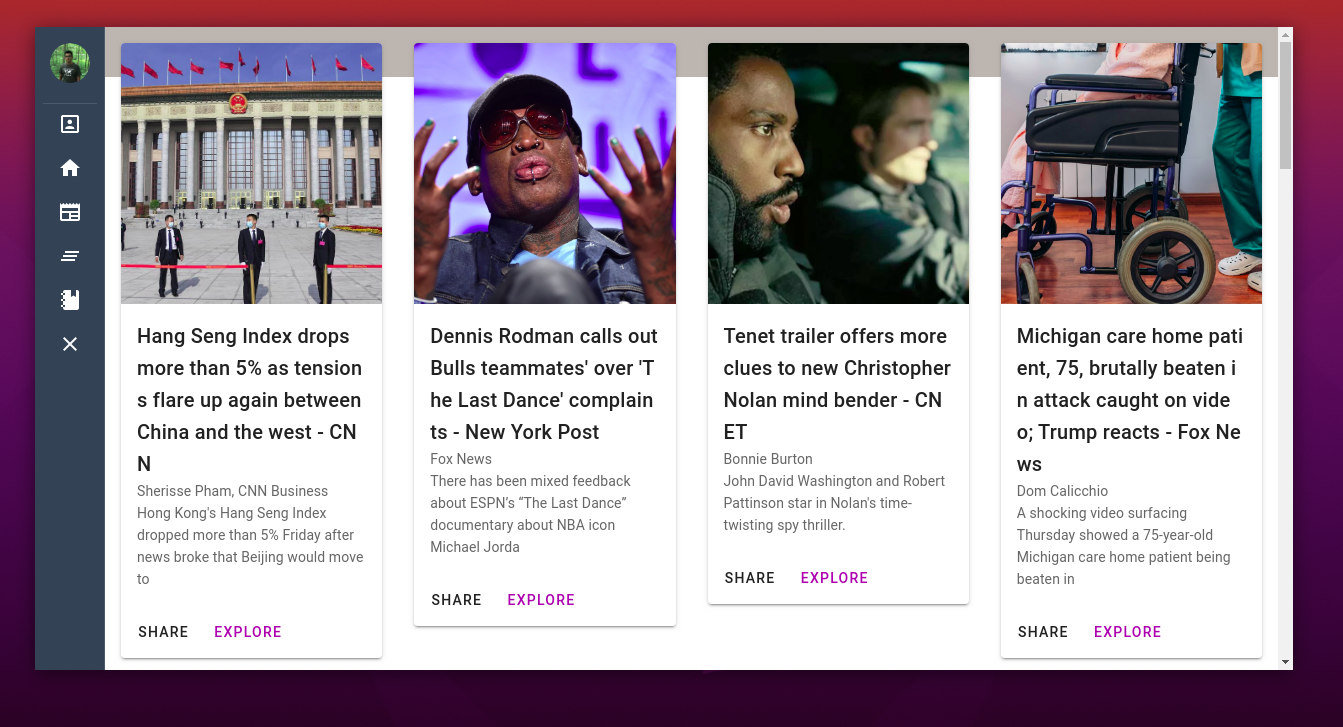 Hang Seng Index drops
more than 5% as tension
s flare up again between
China and the west - CN
N
Sherisse Pham, CNN Business
Hong Kong's Hang Seng Index
dropped more than 5% Friday after
news broke that Beijing would move
to
SHARE EXPLORE
Dennis Rodman calls out
Bulls teammates' over 'T
he Last Dance' complain
ts - New York Post
Fox News
There has been mixed feedback
about ESPN’s “The Last Dance”
documentary about NBA icon
Michael Jorda
SHARE EXPLORE
Tenet trailer offers more
clues to new Christopher
Nolan mind bender - CN
ET
Bonnie Burton
John David Washington and Robert
Pattinson star in Nolan's time-
twisting spy thriller.
SHARE EXPLORE
Michigan care home pati
ent, 75, brutally beaten i
n attack caught on vide
o; Trump reacts - Fox Ne
ws
Dom Calicchio
A shocking video surfacing
Thursday showed a 75-year-old
Michigan care home patient being
beaten in
SHARE EXPLORE